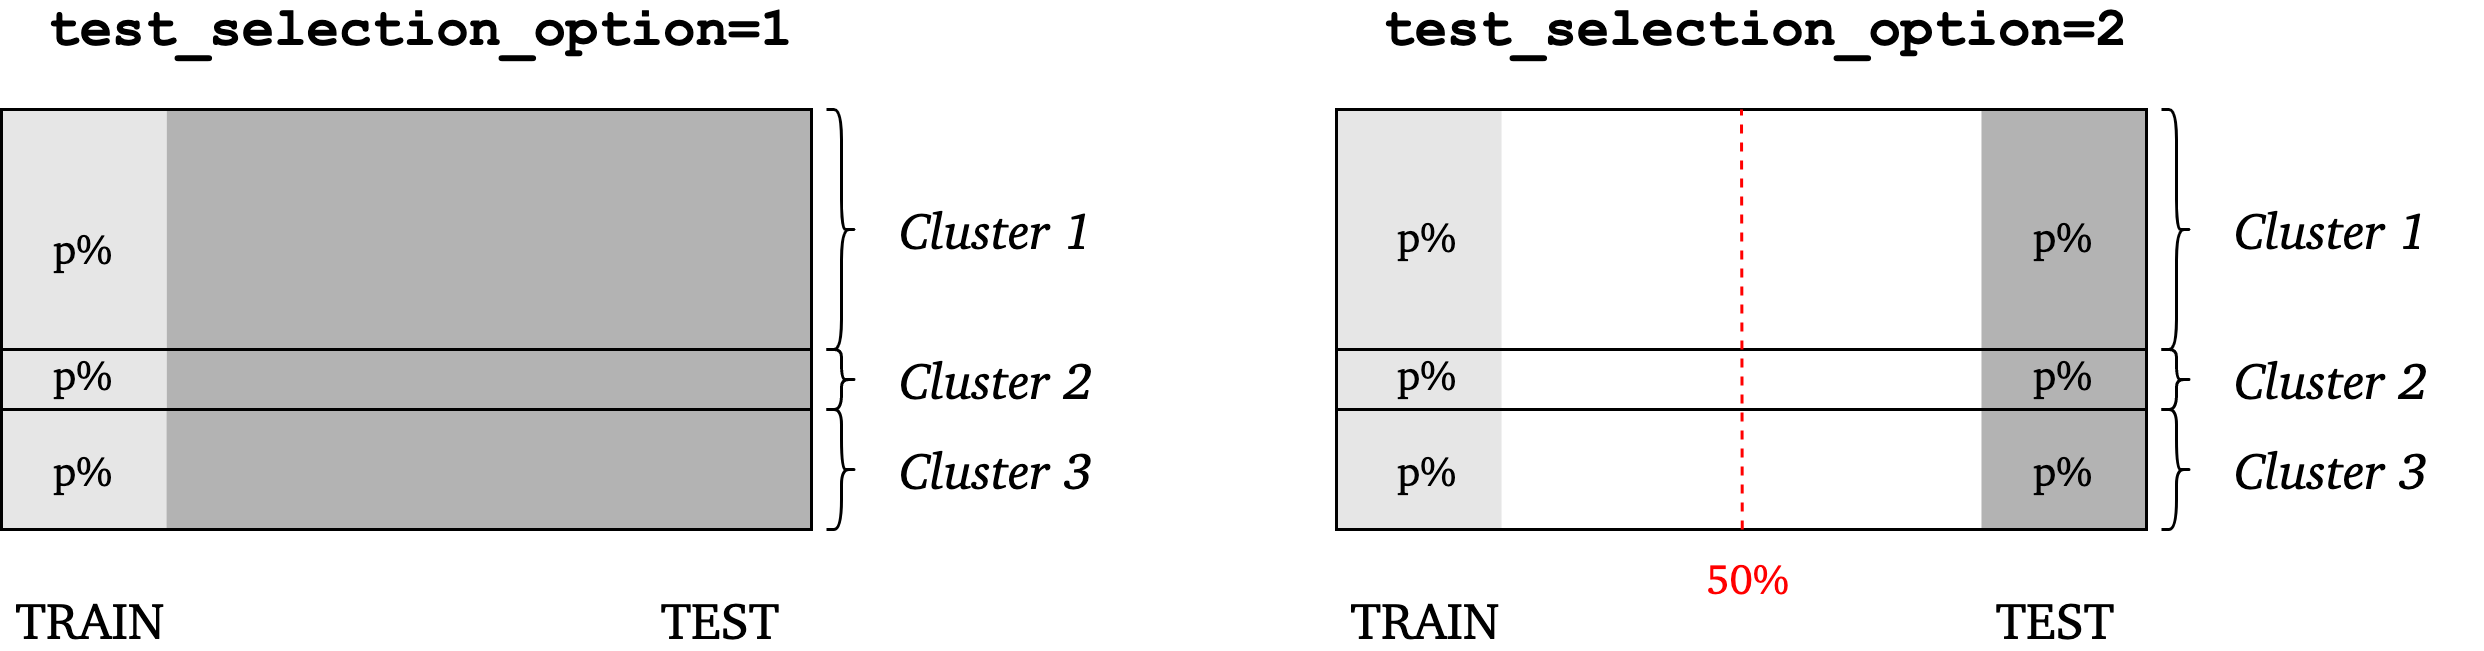 test_selection_option=1
p%
Cluster 1
p%
Cluster 2
p%
Cluster 3
TRAIN TEST
test_selection_option=2
p% p%
Cluster 1
p% p%
Cluster 2
p% p%
Cluster 3
50%
TRAIN TEST